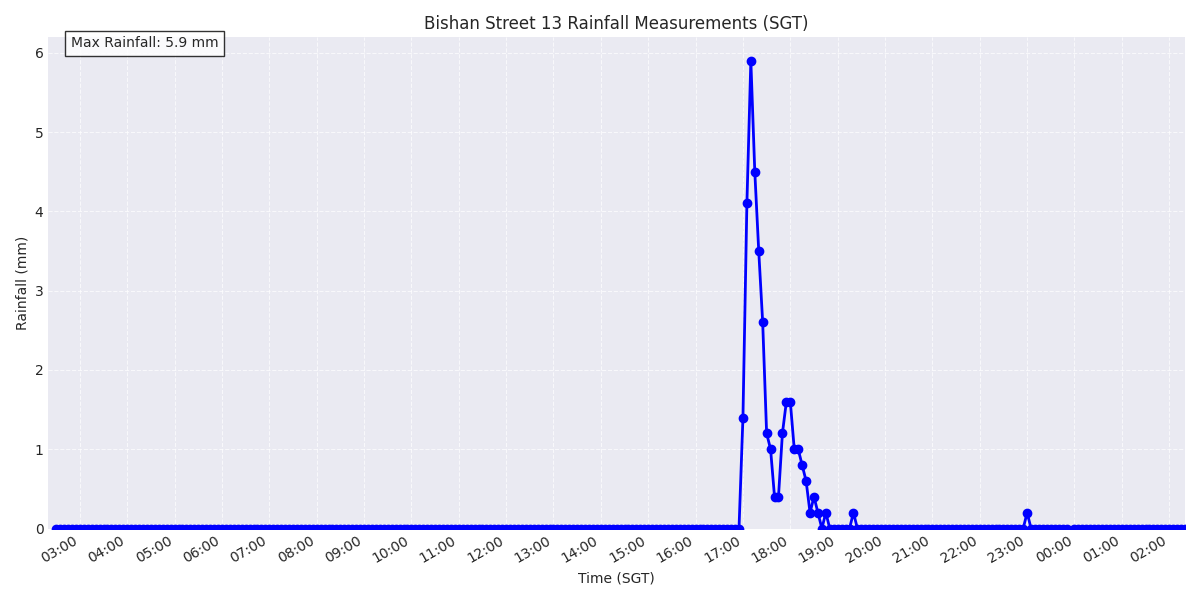 Bishan Street 13 Rainfall Measurements (SGT)
Max Rainfall: 5.9 mm
6
5
4
3
2
1
0
Rainfall (mm)
03:00 04:00 05:00 06:00 07:00 08:00 09:00 10:00 11:00 12:00 13:00 14:00 15:00 16:00 17:00 18:00 19:00 20:00 21:00 22:00 23:00 00:00 01:00 02:00
Time (SGT)